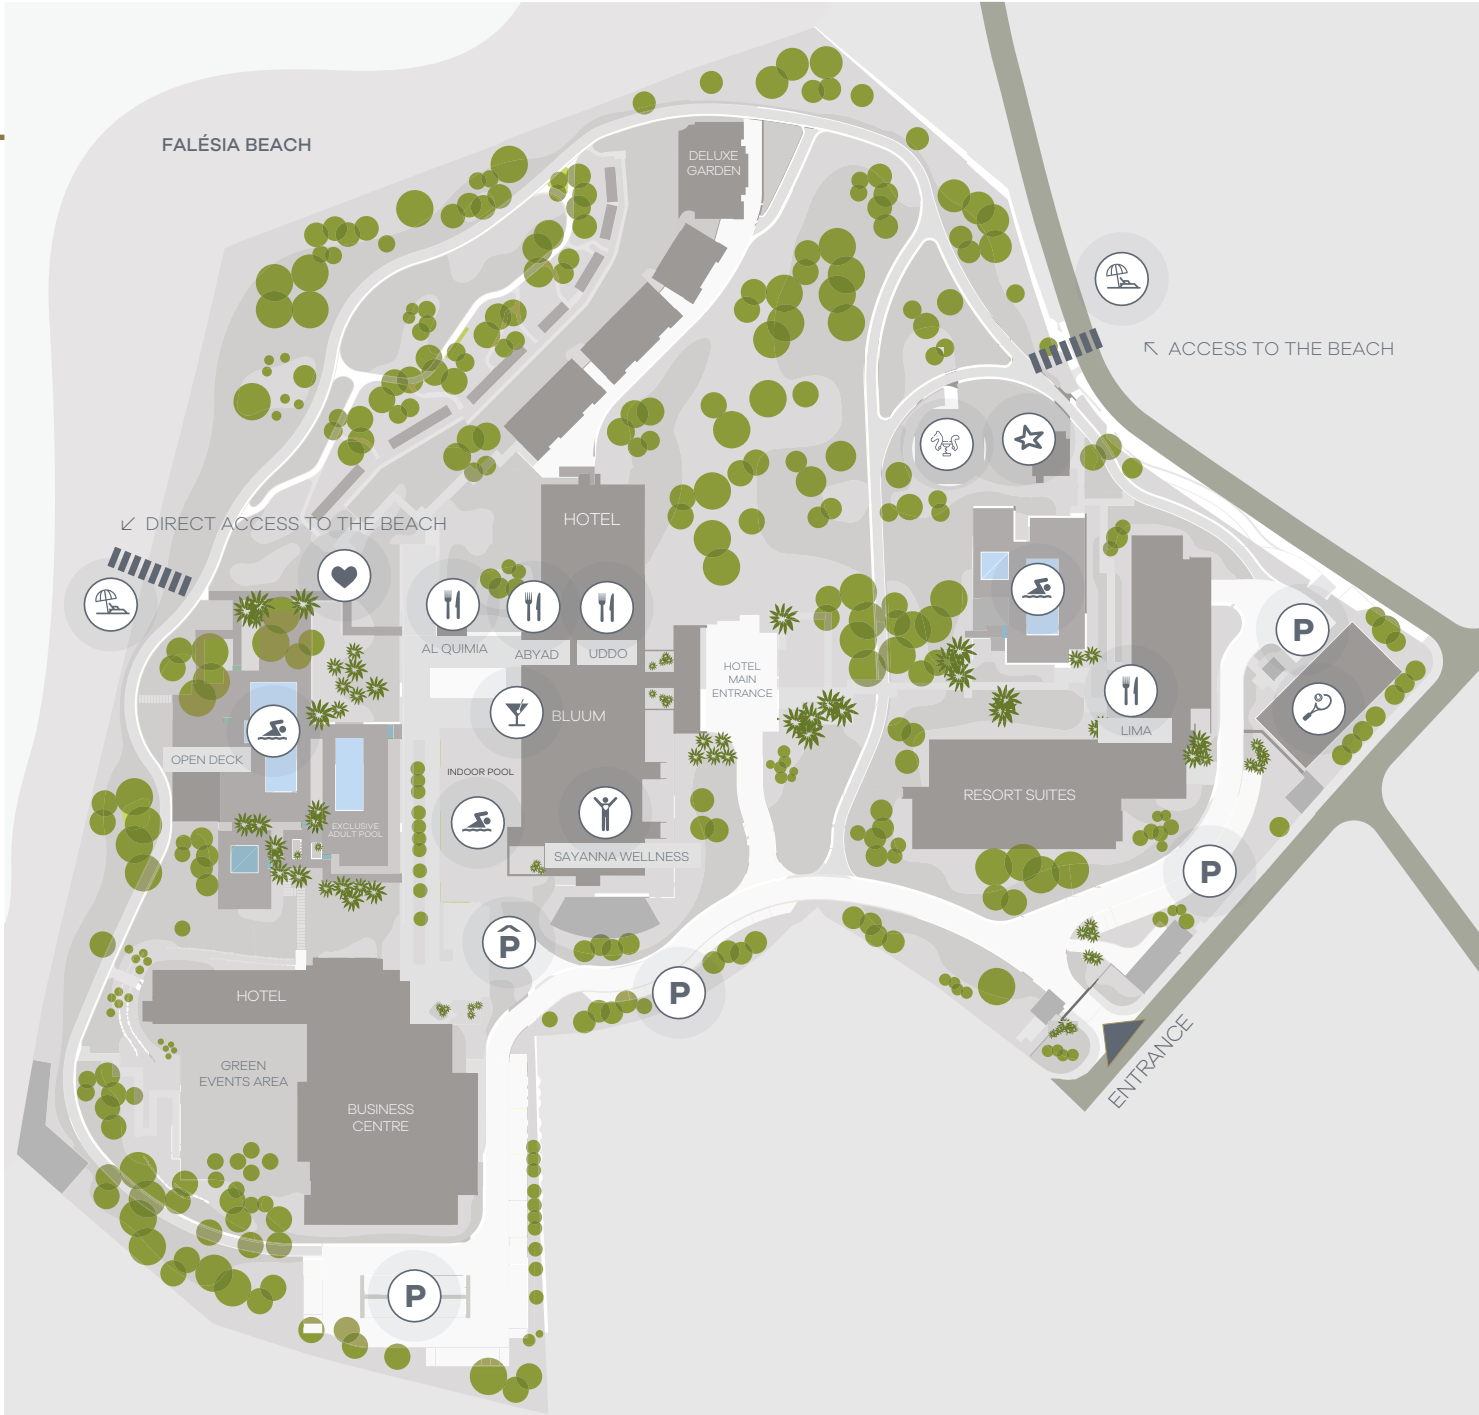 FALÉSIA BEACH
DELUXE
GARDEN
ACCESS TO THE BEACH
DIRECT ACCESS TO THE BEACH
HOTEL
AL QUIMIA
ABYAD
UDDO
HOTEL
MAIN
ENTRANCE
P
BLUUM
LIMA
OPEN DECK
INDOOR POOL
RESORT SUITES
EXCLUSIVE
ADULT POOL
SAYANNA WELLNESS
P
P
P
HOTEL
GREEN
EVENTS AREA
ENTRANCE
BUSINESS
CENTRE
P